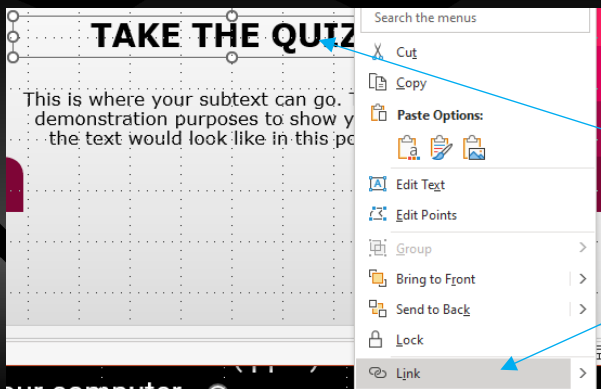 TAKE THE QUIZ
This is where your subtext can go.
demonstration purposes to show
the text would look like in this
Search the menus
Cut
Copy
Paste Options:
Edit Text
Edit Points
Group
Bring to Front
Send to Back
Lock
Link
computer